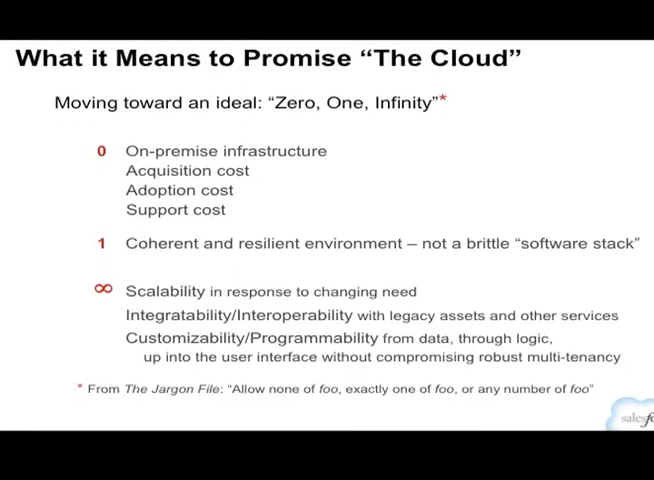 What it Means to Promise “The Cloud”
Moving toward an ideal: “Zero, One, Infinity”*
0 On-premise infrastructure
Acquisition cost
Adoption cost
Support cost
1 Coherent and resilient environment – not a brittle “software stack”
∞ Scalability in response to changing need
Integratability/Interoperability with legacy assets and other services
Customizability/Programmability from data, through logic,
up into the user interface without compromising robust multi-tenancy
* From The Jargon File: “Allow none of foo, exactly one of foo, or any number of foo”
salesfo